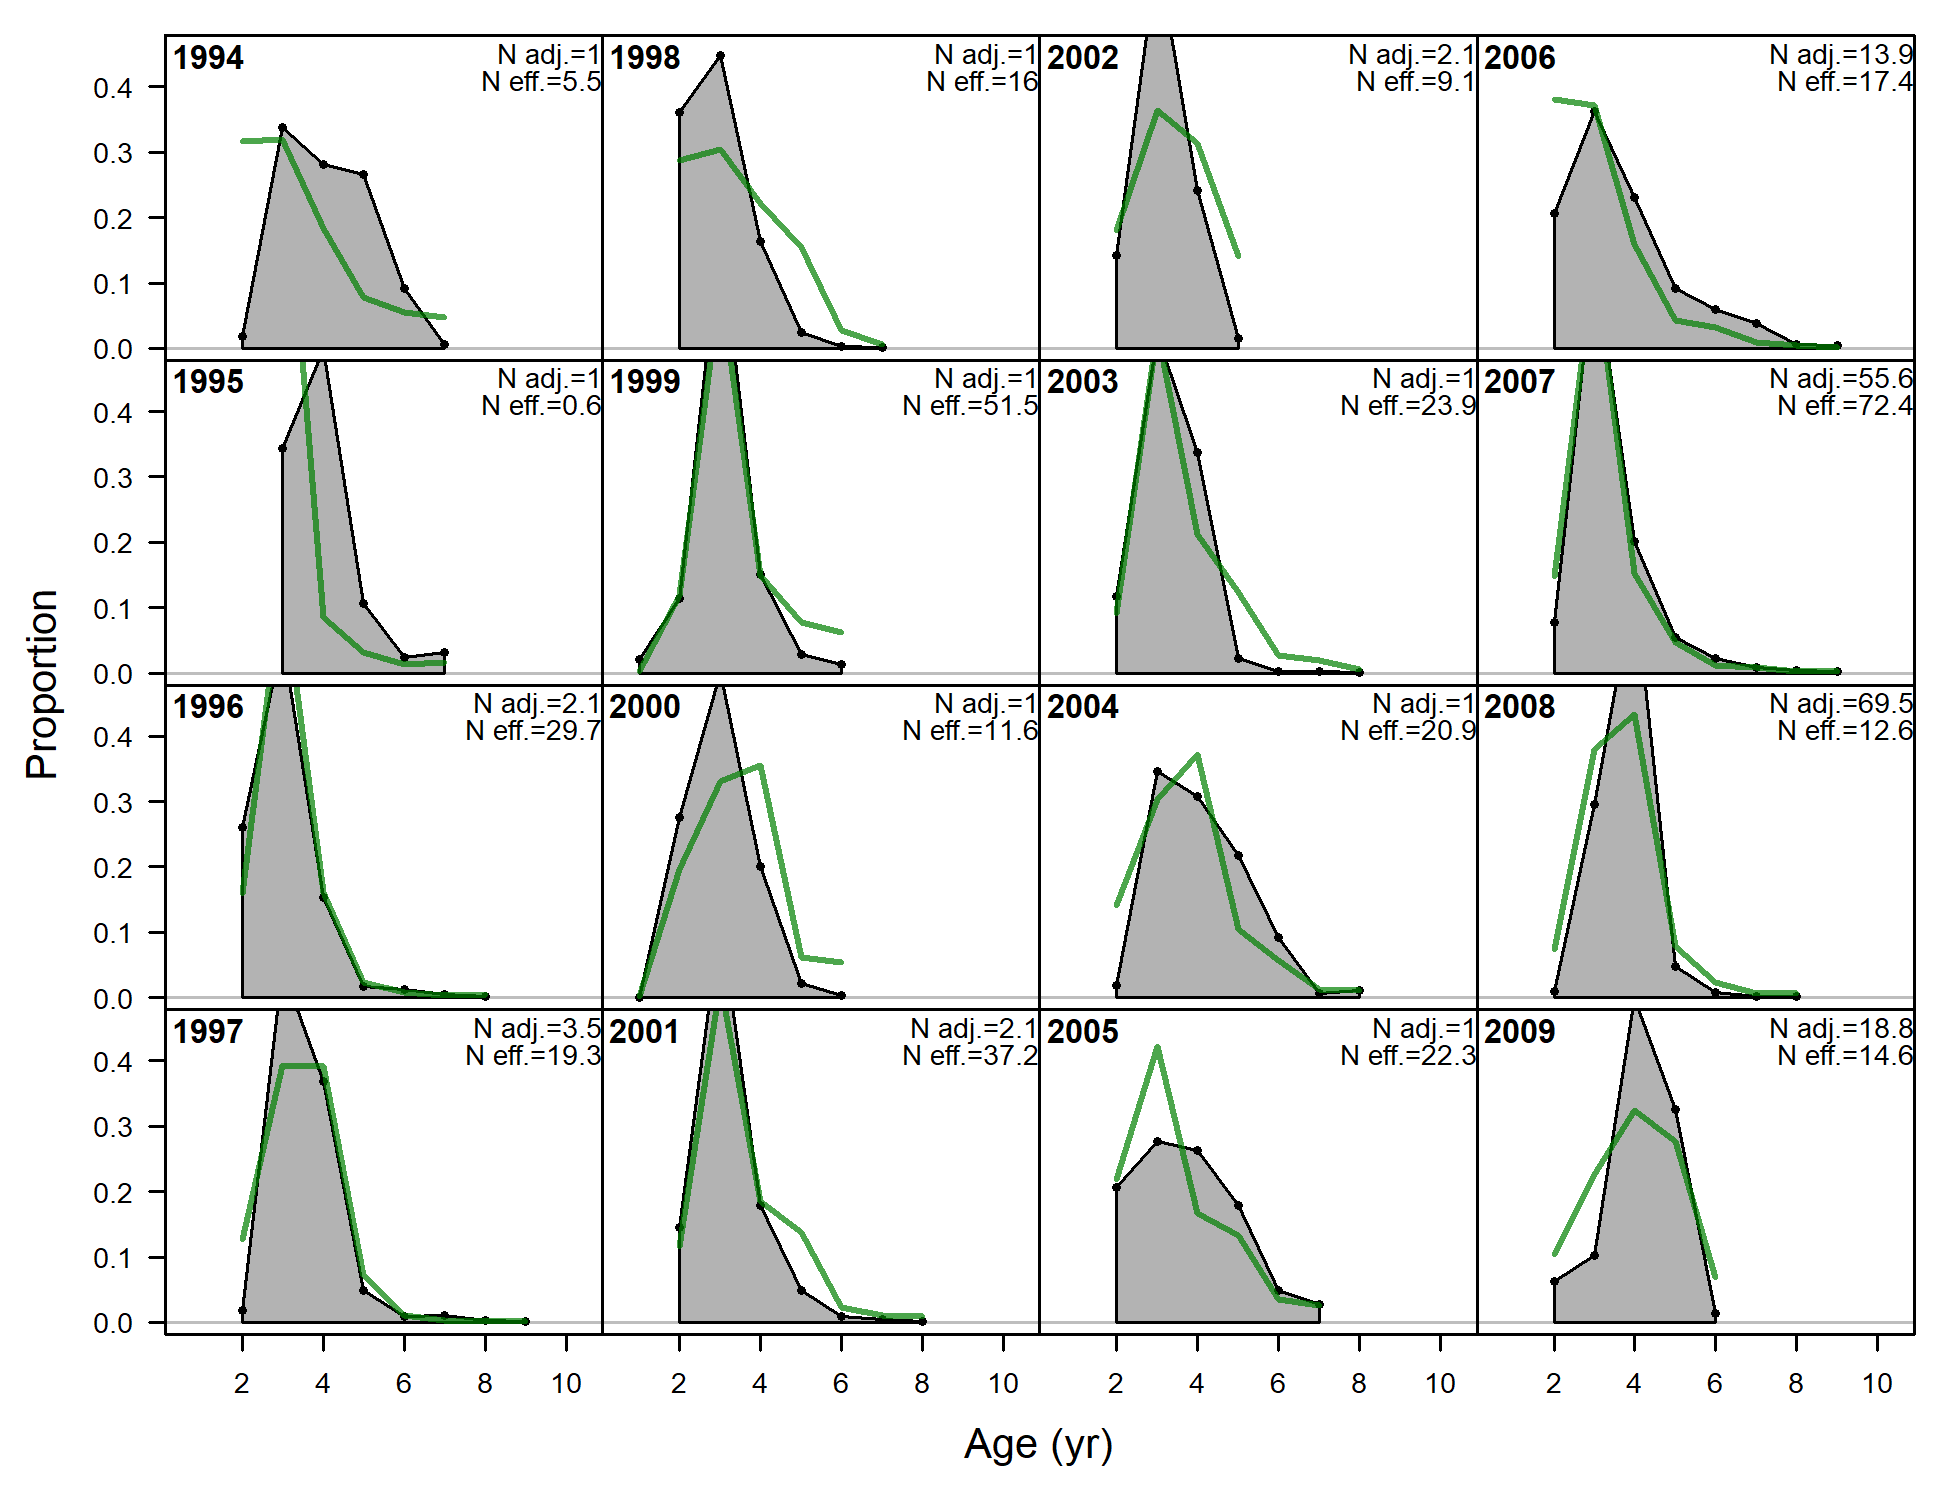 1994
N adj.=1
N eff.=5.5
1998
N adj.=1
N eff.=16
2002
N adj.=2.1
N eff.=9.1
2006
N adj.=13.9
N eff.=17.4
0.4
0.3
0.2
0.1
0.0
1995
N adj.=1
N eff.=0.6
1999
N adj.=1
N eff.=51.5
2003
N adj.=1
N eff.=23.9
2007
N adj.=55.6
N eff.=72.4
0.4
0.3
0.2
0.1
0.0
1996
N adj.=2.1
N eff.=29.7
2000
N adj.=1
N eff.=11.6
2004
N adj.=1
N eff.=20.9
2008
N adj.=69.5
N eff.=12.6
0.4
0.3
0.2
0.1
0.0
1997
N adj.=3.5
N eff.=19.3
2001
N adj.=2.1
N eff.=37.2
2005
N adj.=1
N eff.=22.3
2009
N adj.=18.8
N eff.=14.6
0.4
0.3
0.2
0.1
0.0
2 4 6 8 10 2 4 6 8 10 2 4 6 8 10 2 4 6 8 10
Age (yr)
Proportion